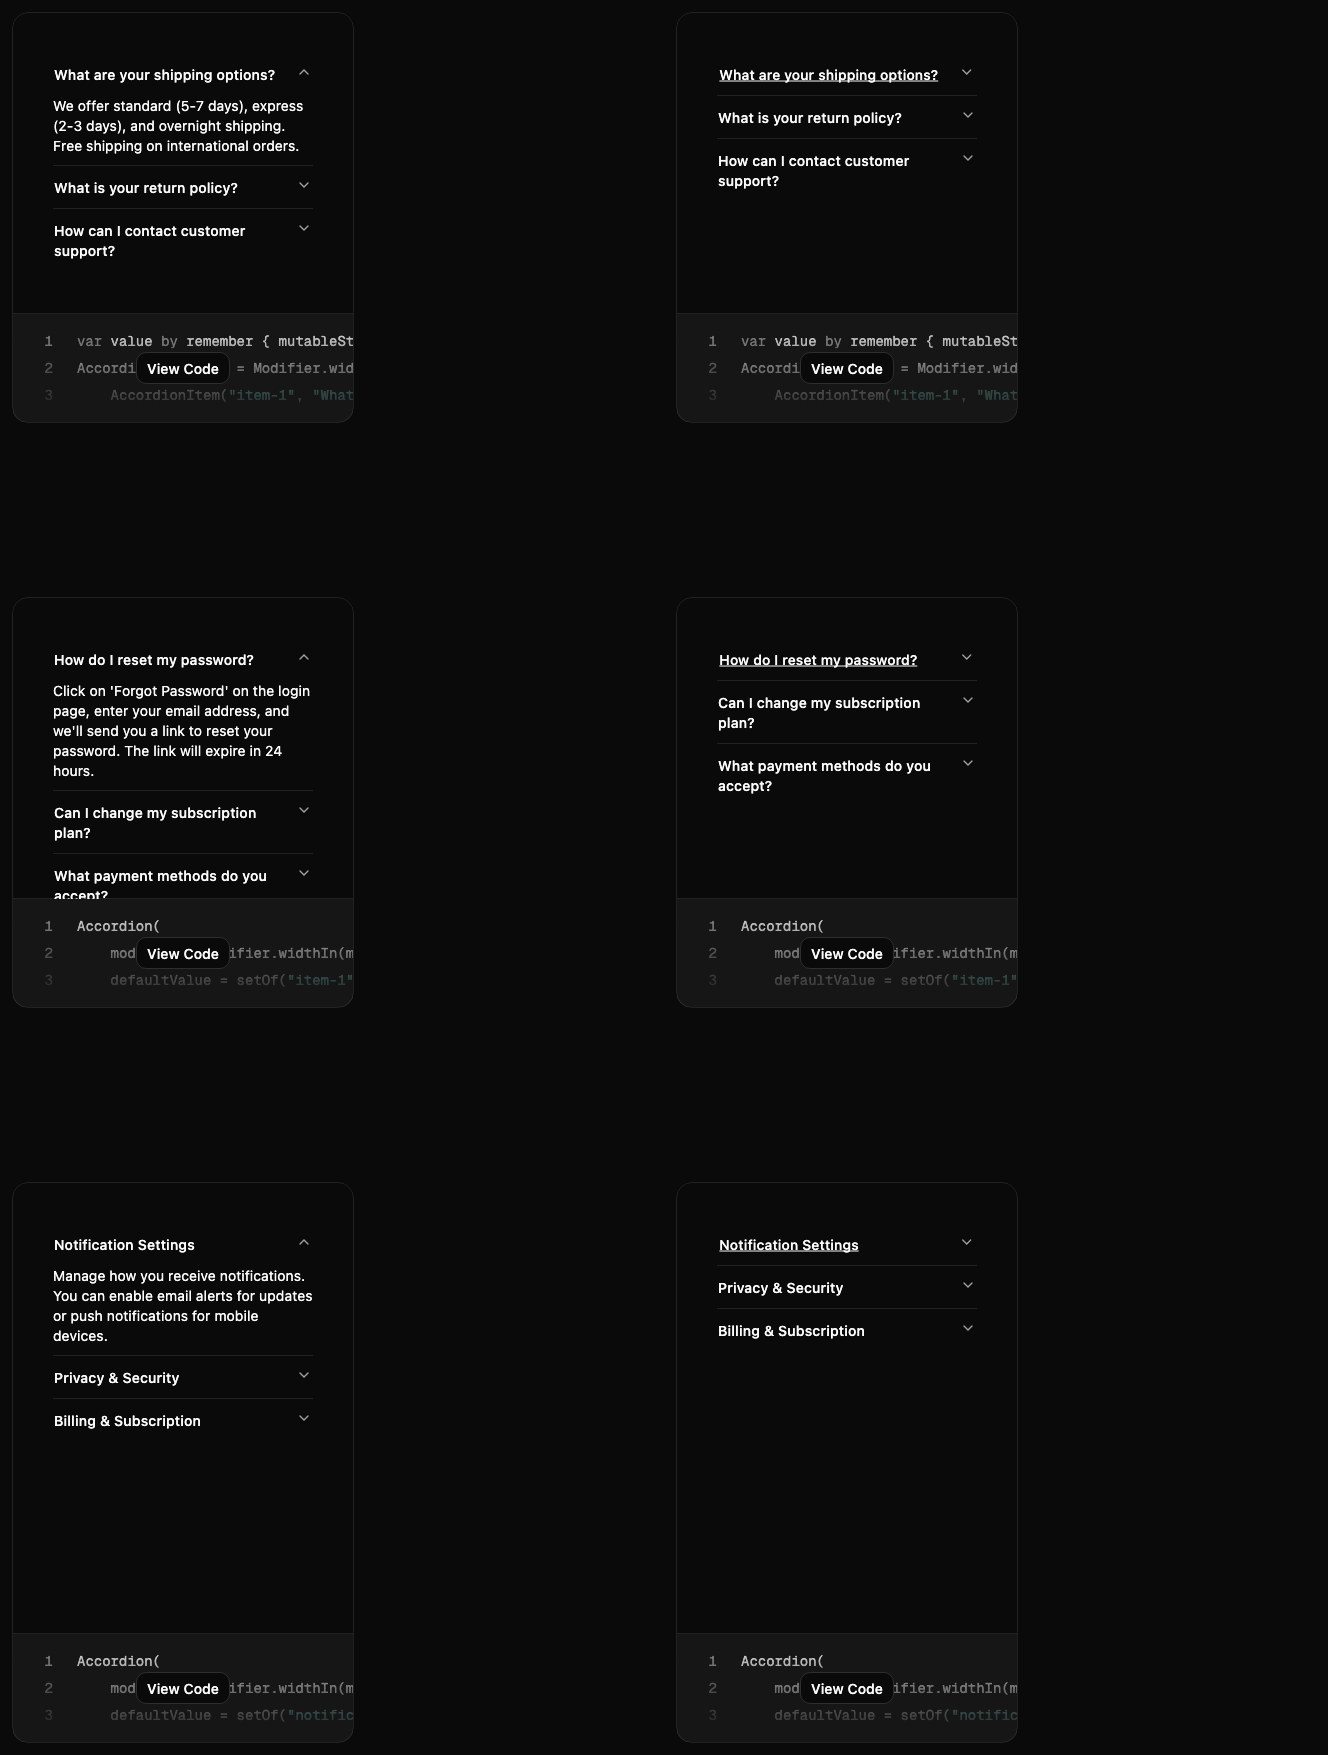 What are your shipping options?
We offer standard (5-7 days), express
(2-3 days), and overnight shipping.
Free shipping on international orders.
What is your return policy?
How can I contact customer
support?
1 var value by remember { mutableSt
2 Accordi View Code = Modifier.wid
3 AccordionItem("item-1", "What
What are your shipping options?
What is your return policy?
How can I contact customer
support?
1 var value by remember { mutableSt
2 Accordi View Code = Modifier.wid
3 AccordionItem("item-1", "What
How do I reset my password?
Click on 'Forgot Password' on the login
page, enter your email address, and
we'll send you a link to reset your
password. The link will expire in 24
hours.
Can I change my subscription
plan?
What payment methods do you
accept?
1 Accordion(
2 mod View Code ifier.widthIn(m
3 defaultValue = setOf("item-1"
How do I reset my password?
Can I change my subscription
plan?
What payment methods do you
accept?
1 Accordion(
2 mod View Code ifier.widthIn(m
3 defaultValue = setOf("item-1"
Notification Settings
Manage how you receive notifications.
You can enable email alerts for updates
or push notifications for mobile
devices.
Privacy & Security
Billing & Subscription
1 Accordion(
2 mod View Code ifier.widthIn(m
3 defaultValue = setOf("notific
Notification Settings
Privacy & Security
Billing & Subscription
1 Accordion(
2 mod View Code ifier.widthIn(m
3 defaultValue = setOf("notific